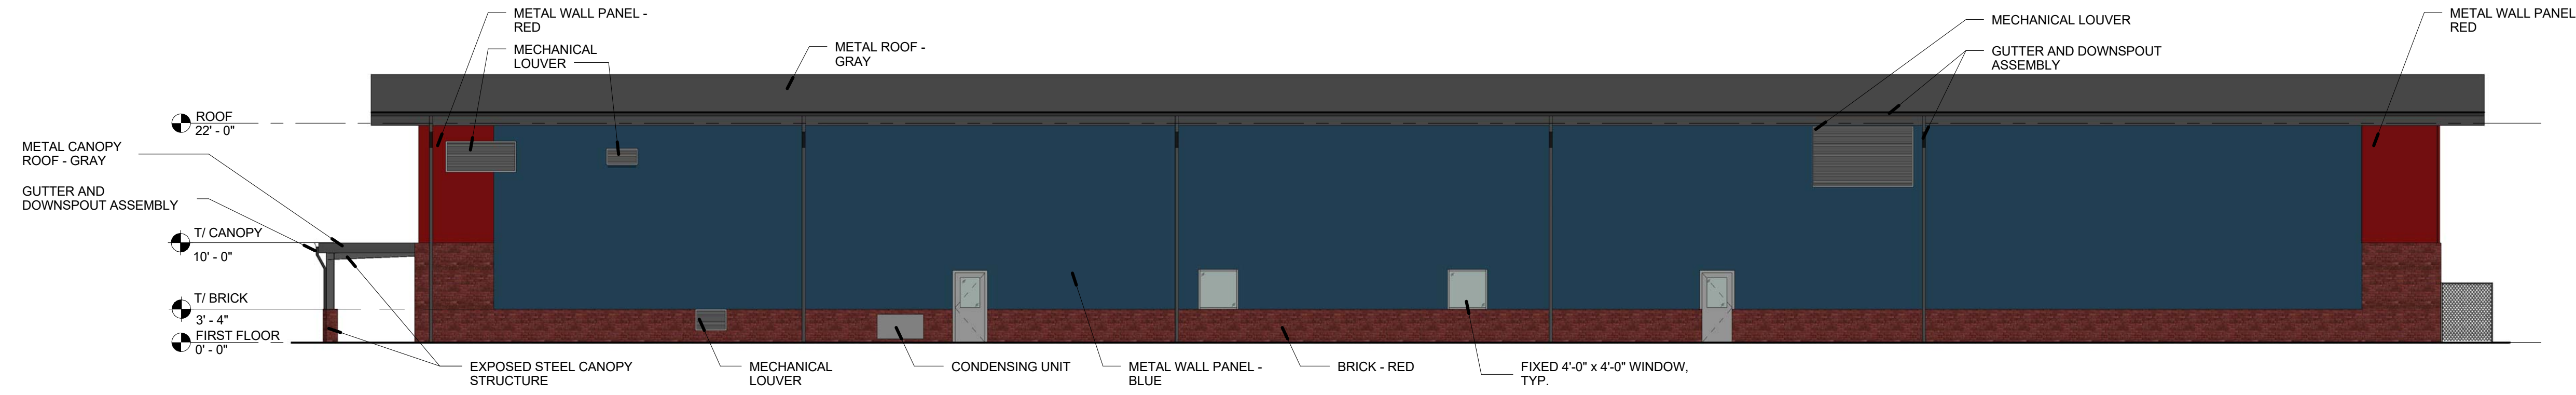 METAL WALL PANEL -
RED
MECHANICAL
LOUVER
METAL ROOF -
GRAY
MECHANICAL LOUVER
GUTTER AND DOWNSPOUT
ASSEMBLY
METAL WALL PANEL
RED
ROOF
22' - 0"
METAL CANOPY
ROOF - GRAY
GUTTER AND
DOWNSPOUT ASSEMBLY
T/ CANOPY
10' - 0"
T/ BRICK
3' - 4"
FIRST FLOOR
0' - 0"
EXPOSED STEEL CANOPY
STRUCTURE
MECHANICAL
LOUVER
CONDENSING UNIT
METAL WALL PANEL -
BLUE
BRICK - RED
FIXED 4'-0" x 4'-0" WINDOW,
TYP.